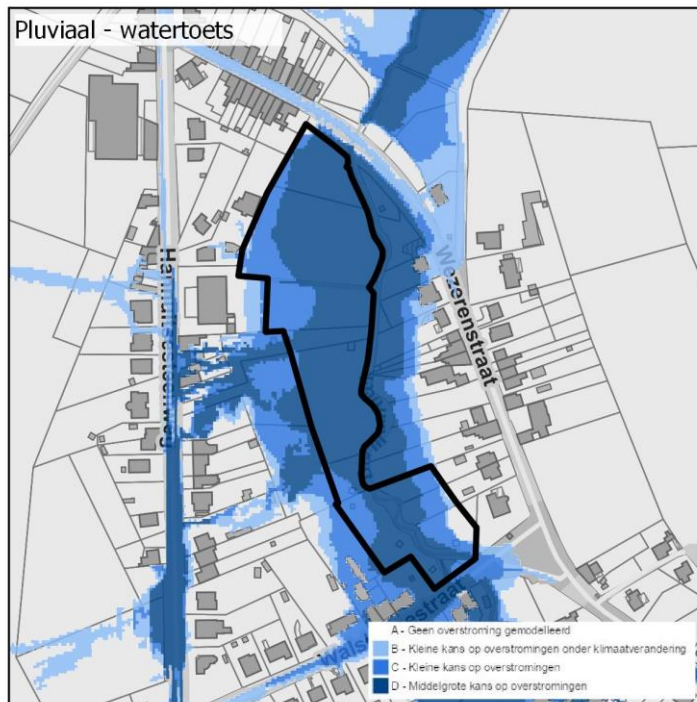 Pluviaal - watertoets
Wezerenstraat
A - Geen overstroming gemodelleerd
B - Kleine kans op overstromingen onder klimaatverandering
C - Kleine kans op overstromingen
D - Middelgrote kans op overstromingen